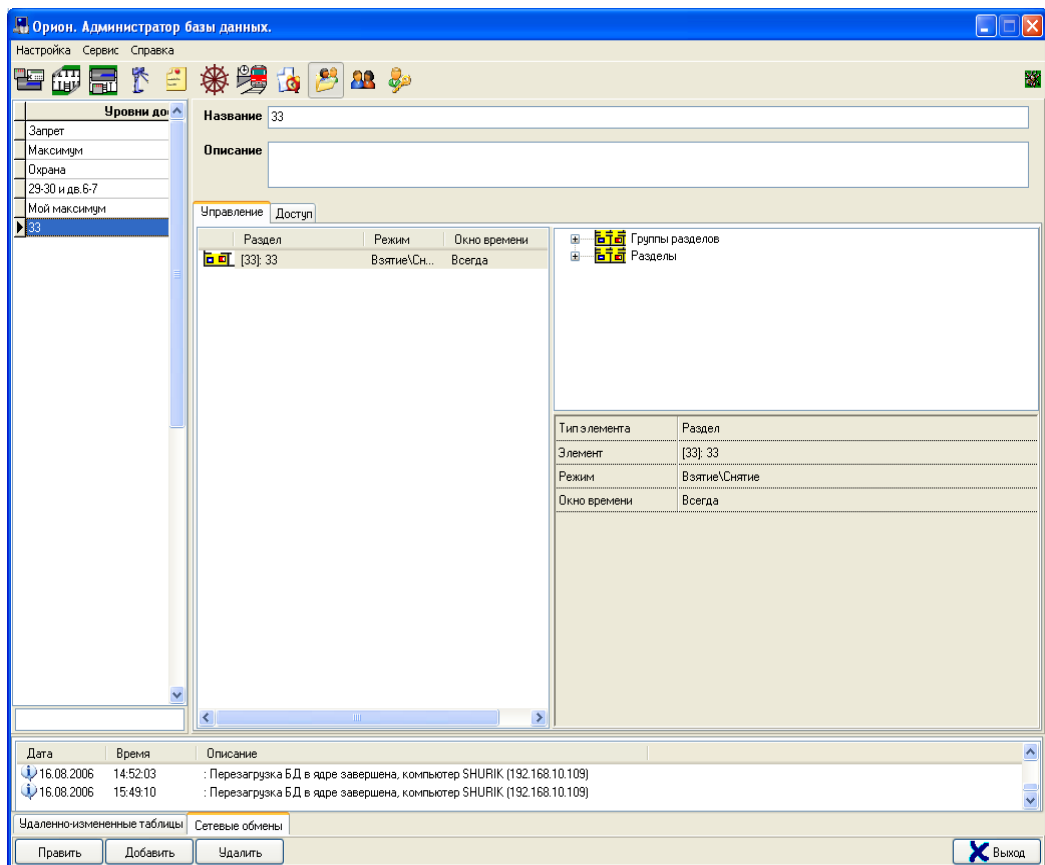 Орион. Администратор базы данных.
Настройка Сервис Справка
Уровни до
Запрет
Максимум
Охрана
29-30 и дв.6-7
Мой максимум
33
Название 33
Описание
Управление Доступ
Раздел Режим Окно времени
[33]: 33 Взятие\Сн... Всегда
Группы разделов
Разделы
Тип элемента Раздел
Элемент [33]: 33
Режим Взятие\Снятие
Окно времени Всегда
Дата Время Описание
16.08.2006 14:52:03 : Перезагрузка БД в ядре завершена, компьютер SHURIK (192.168.10.109)
16.08.2006 15:49:10 : Перезагрузка БД в ядре завершена, компьютер SHURIK (192.168.10.109)
Удаленно-измененные таблицы Сетевые обмены
Править Добавить Удалить Выход